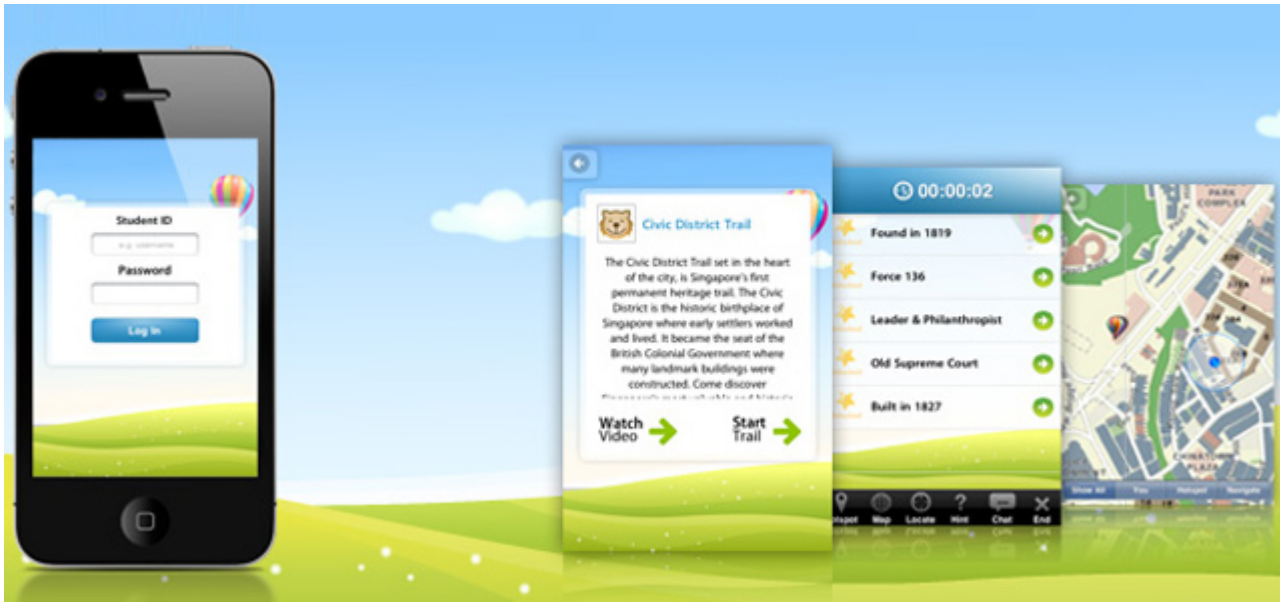 Student ID
e.g. username
Password
Log In
Civic District Trail
The Civic District Trail set in the heart
of the city, is Singapore's first
permanent heritage trail. The Civic
District is the historic birthplace of
Singapore where early settlers worked
and lived. It became the seat of the
British Colonial Government where
many landmark buildings were
constructed. Come discover
Watch
Video
Start
Trail
00:00:02
Found in 1819
Force 136
Leader & Philanthropist
Old Supreme Court
Built in 1827
Map
Locate
Hint
Chat
End
PARK
COMPLEX
CHINATOWN
PLAZA
Show All
You
Hotspot
Navigate